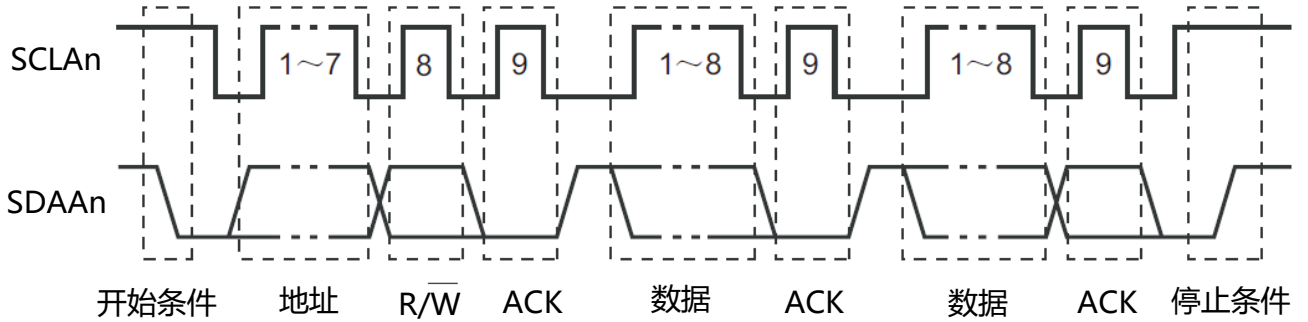 SCLAn 1～7 8 9 1～8 9 1～8 9
SDAAn
开始条件 地址 R/W̅ ACK 数据 ACK 数据 ACK 停止条件